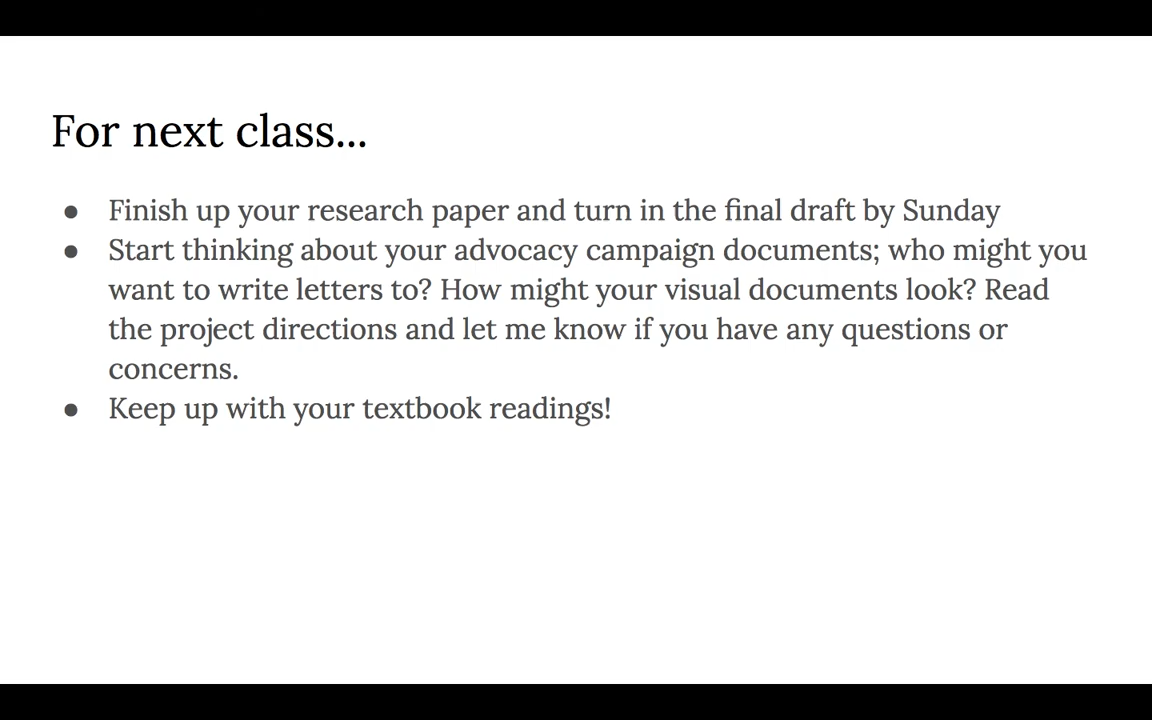 For next class...
● Finish up your research paper and turn in the final draft by Sunday
● Start thinking about your advocacy campaign documents; who might you
want to write letters to? How might your visual documents look? Read
the project directions and let me know if you have any questions or
concerns.
● Keep up with your textbook readings!